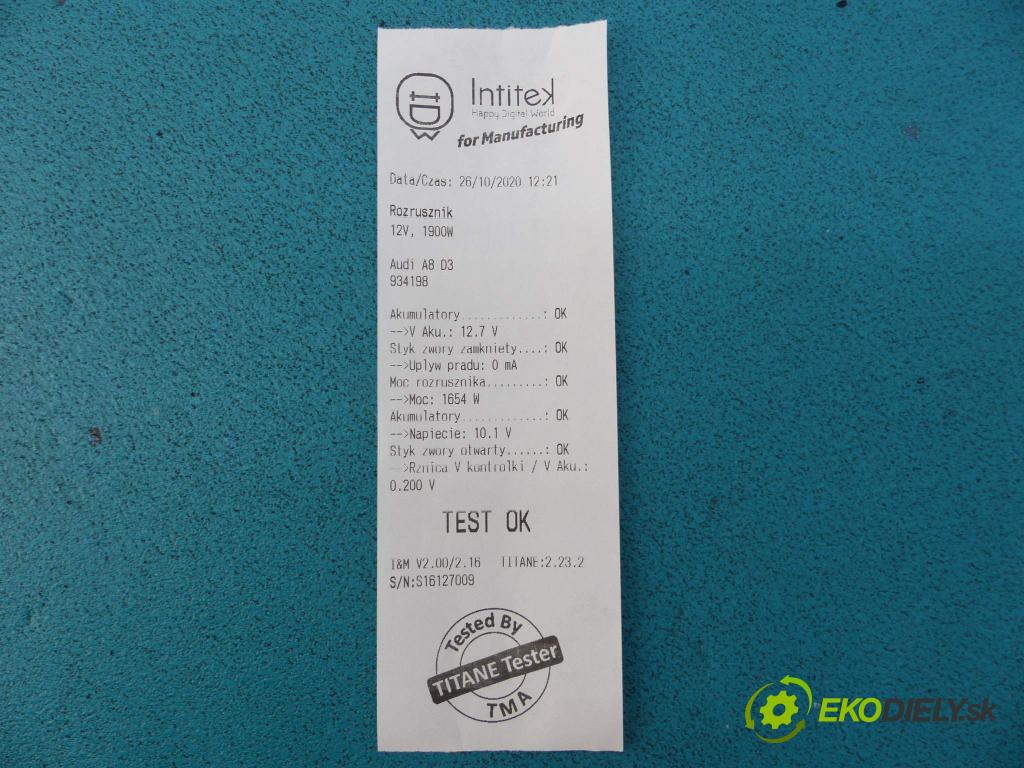 Intitek
Happy Digital World
for Manufacturing
Data/Czas: 26/10/2020 12:21
Rozrusznik
12V, 1900W
Audi A8 D3
934198
Akumulatory.............: OK
-->V Aku.: 12.7 V
Styk zwory zamkniety....: OK
-->Uplyw pradu: 0 mA
Moc rozrusznika.........: OK
-->Moc: 1654 W
Akumulatory.............: OK
-->Napiecie: 10.1 V
Styk zwory otwarty......: OK
-->Rznica V kontrolki / V Aku.:
0.200 V
TEST OK
I&M V2.00/2.16 TITANE:2.23.2
S/N:S16127009
Tested By
TITANE Tester
TMA
EKODIELY.sk